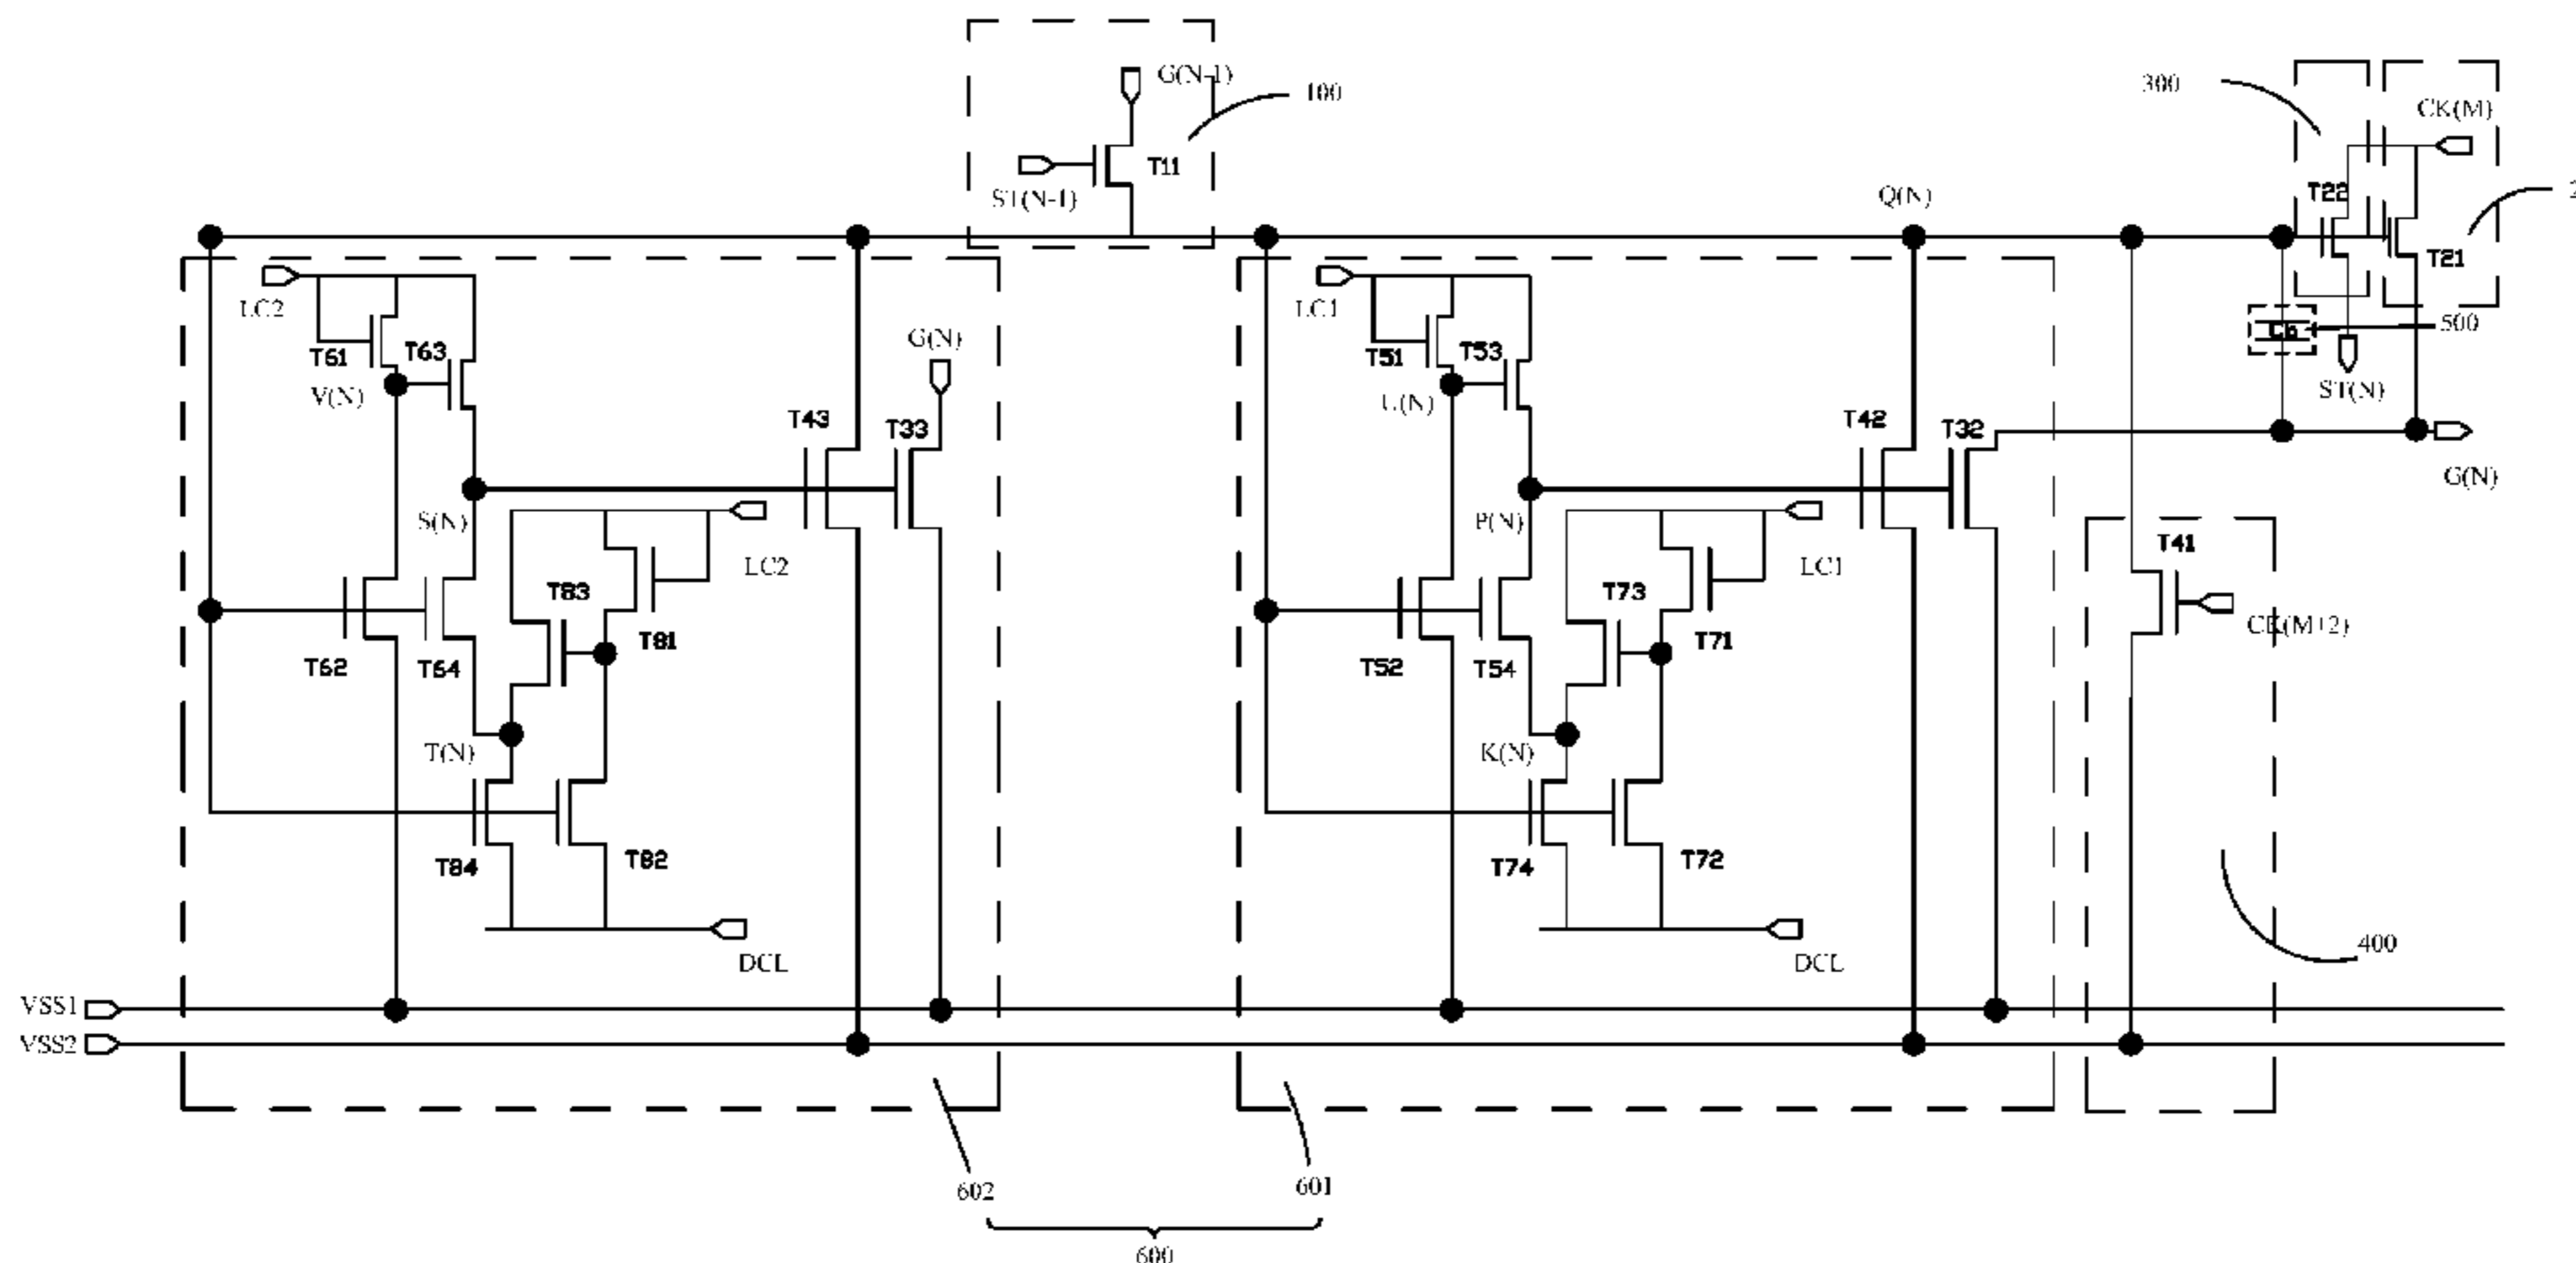 G(N-1)
100
300
CK(M)
T11
ST(N-1)
T22
Q(N)
2
T21
LC2
LC1
G(N)
500
Cb
T61
T63
T51
T53
V(N)
U(N)
ST(N)
T43
T33
T42
T32
G(N)
S(N)
P(N)
T41
LC2
LC1
T83
T73
CK(M+2)
T81
T71
T62
T64
T52
T54
T(N)
K(N)
T84
T82
T74
T72
400
DCL
DCL
VSS1
VSS2
602
601
600